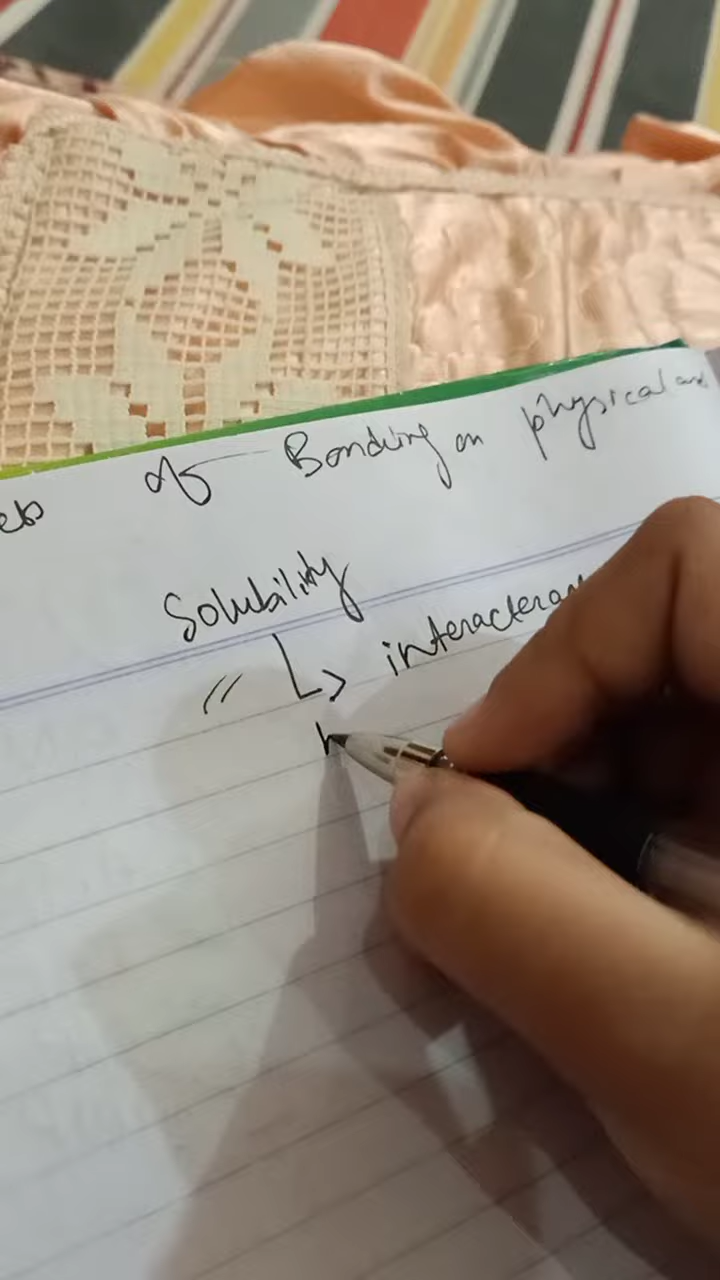 of Bonding on physical and
Solubility
" ↳ interacteran